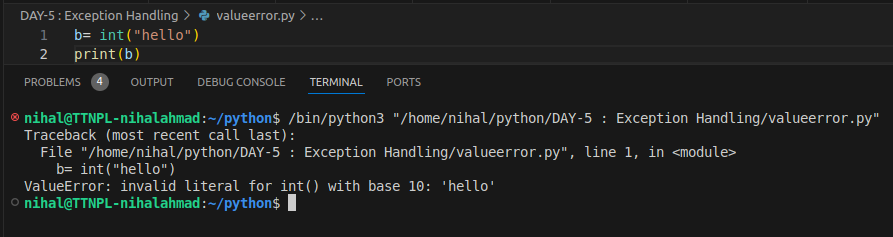 DAY-5 : Exception Handling > valueerror.py > ...
1 b= int("hello")
2 print(b)
PROBLEMS 4 OUTPUT DEBUG CONSOLE TERMINAL PORTS
nihal@TTNPL-nihalahmad:~/python$ /bin/python3 "/home/nihal/python/DAY-5 : Exception Handling/valueerror.py"
Traceback (most recent call last):
  File "/home/nihal/python/DAY-5 : Exception Handling/valueerror.py", line 1, in <module>
    b= int("hello")
ValueError: invalid literal for int() with base 10: 'hello'
nihal@TTNPL-nihalahmad:~/python$